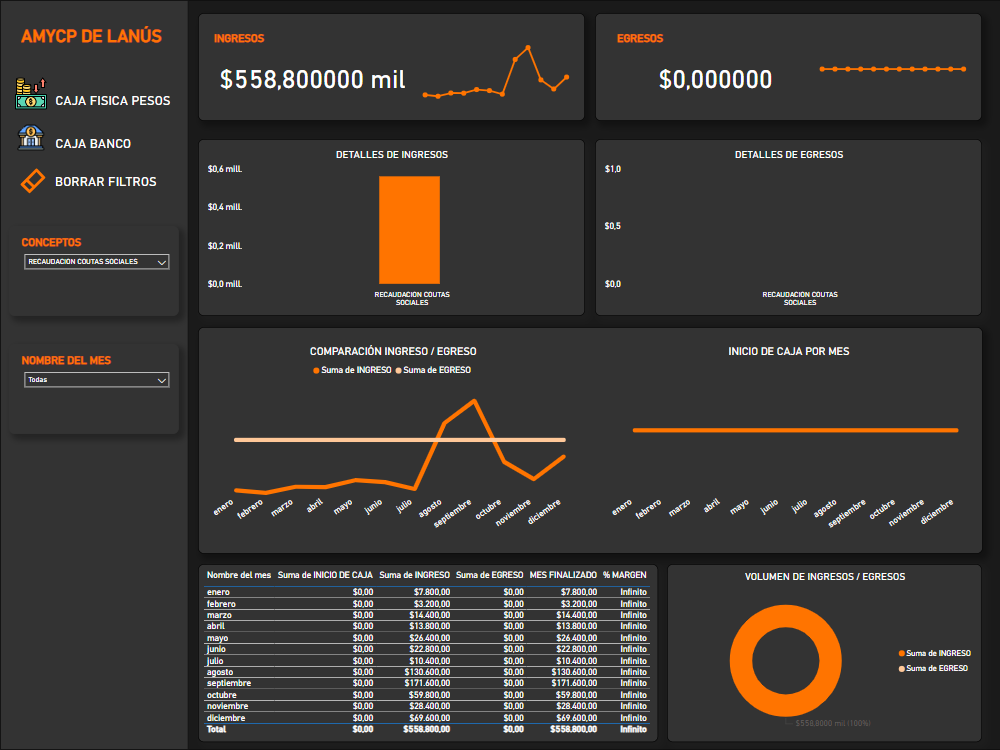 AMYCP DE LANÚS
CAJA FISICA PESOS
CAJA BANCO
BORRAR FILTROS
CONCEPTOS
RECAUDACION COUTAS SOCIALES
NOMBRE DEL MES
Todas
INGRESOS
$558,800000 mil
EGRESOS
$0,000000
DETALLES DE INGRESOS
$0,6 mill.
$0,4 mill.
$0,2 mill.
$0,0 mill.
RECAUDACION COUTAS
SOCIALES
DETALLES DE EGRESOS
$1,0
$0,5
$0,0
RECAUDACION COUTAS
SOCIALES
COMPARACIÓN INGRESO / EGRESO
Suma de INGRESO Suma de EGRESO
enero febrero marzo abril mayo junio julio agosto septiembre octubre noviembre diciembre
INICIO DE CAJA POR MES
enero febrero marzo abril mayo junio julio agosto septiembre octubre noviembre diciembre
Nombre del mes Suma de INICIO DE CAJA Suma de INGRESO Suma de EGRESO MES FINALIZADO % MARGEN
enero $0,00 $7.800,00 $0,00 $7.800,00 Infinito
febrero $0,00 $3.200,00 $0,00 $3.200,00 Infinito
marzo $0,00 $14.400,00 $0,00 $14.400,00 Infinito
abril $0,00 $13.800,00 $0,00 $13.800,00 Infinito
mayo $0,00 $26.400,00 $0,00 $26.400,00 Infinito
junio $0,00 $22.800,00 $0,00 $22.800,00 Infinito
julio $0,00 $10.400,00 $0,00 $10.400,00 Infinito
agosto $0,00 $130.600,00 $0,00 $130.600,00 Infinito
septiembre $0,00 $171.600,00 $0,00 $171.600,00 Infinito
octubre $0,00 $59.800,00 $0,00 $59.800,00 Infinito
noviembre $0,00 $28.400,00 $0,00 $28.400,00 Infinito
diciembre $0,00 $69.600,00 $0,00 $69.600,00 Infinito
Total $0,00 $558.800,00 $0,00 $558.800,00 Infinito
VOLUMEN DE INGRESOS / EGRESOS
Suma de INGRESO
Suma de EGRESO
$558,8000 mil (100%)